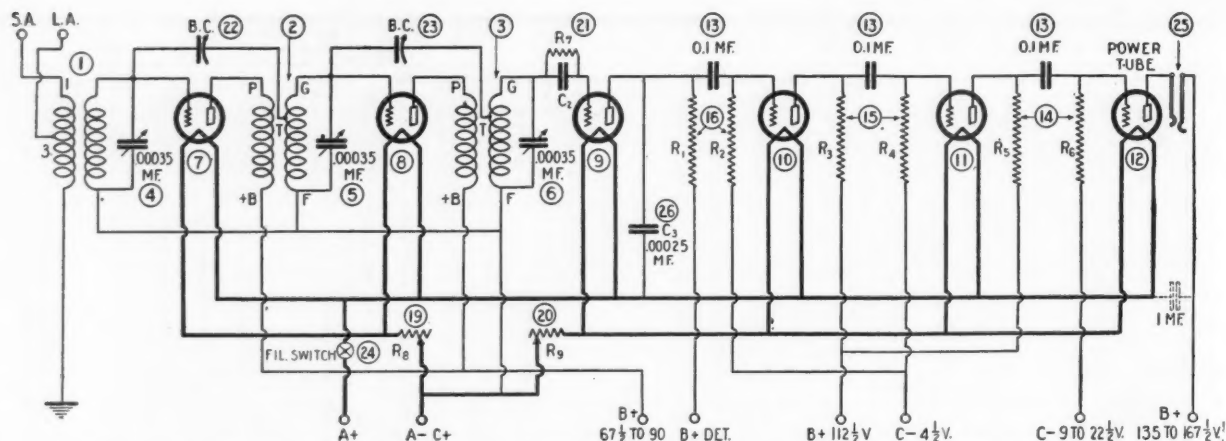 S.A. L.A.
B.C. 22
2
B.C. 23
3
21
13
13
13
25
R7
0.1 MF.
0.1 MF.
0.1 MF.
POWER TUBE
1
P G
P G
C2
T
T
3
.00035 MF.
4
7
.00035 MF.
5
8
.00035 MF.
6
9
R1 16 R2
10
R3 15 R4
11
R5 14 R6
12
+B F
+B F
26
C3
.00025 MF.
19
20
1 MF.
FIL. SWITCH 24
R8
R9
A+
A- C+
B+
67½ TO 90
B+ DET.
B+ 112½ V
C- 4½ V.
C- 9 TO 22½ V.
B+
135 TO 167½ V.